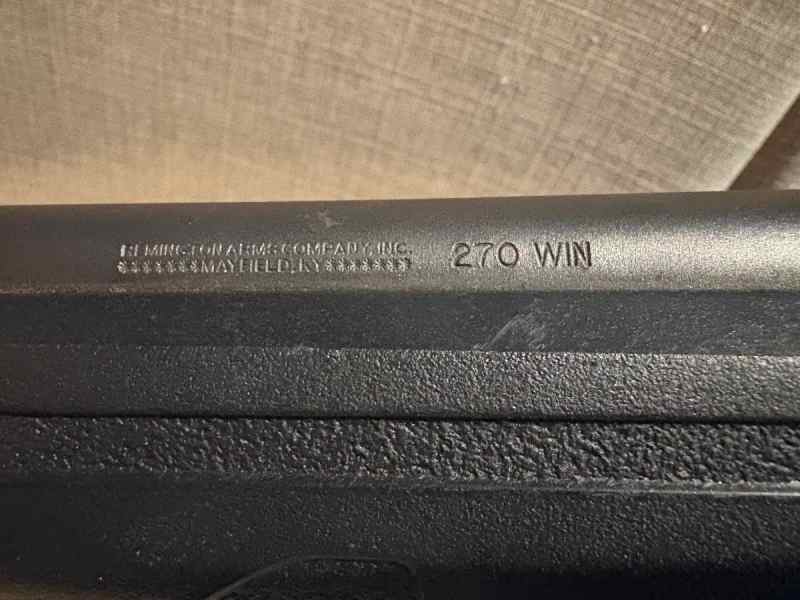 REMINGTON ARMS COMPANY, INC.
*******MAYFIELD, KY********
270 WIN